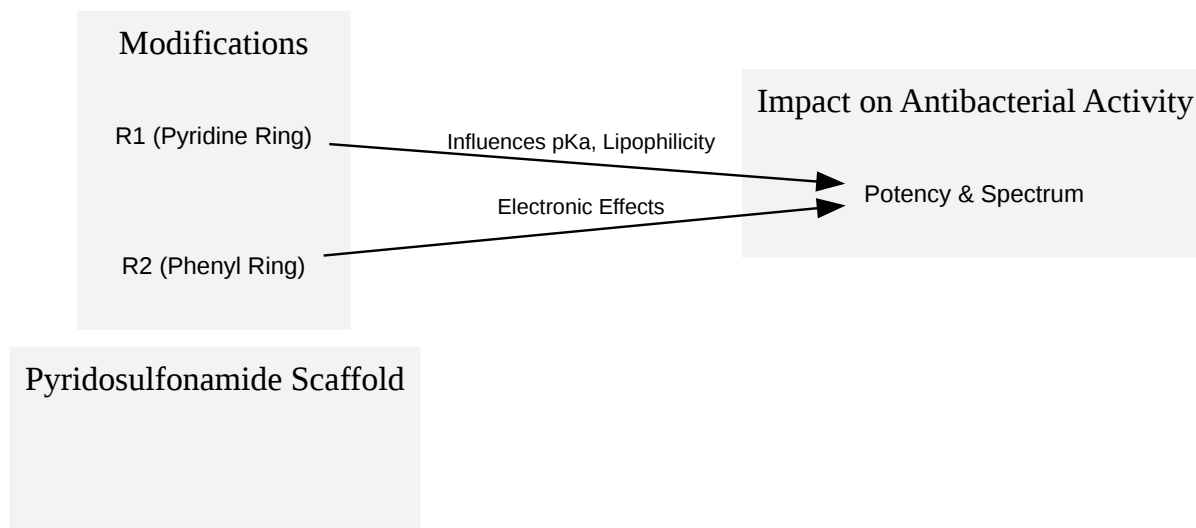 Modifications
Impact on Antibacterial Activity
R1 (Pyridine Ring)
Influences pKa, Lipophilicity
Potency & Spectrum
Electronic Effects
R2 (Phenyl Ring)
Pyridosulfonamide Scaffold